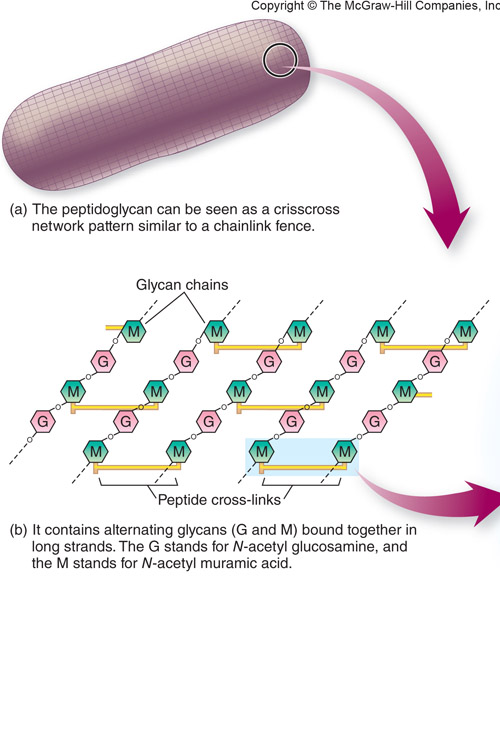 Copyright © The McGraw-Hill Companies, Inc
(a) The peptidoglycan can be seen as a crisscross
network pattern similar to a chainlink fence.
Glycan chains
M M M M M
G G G G G
M M M M M
G G G G G
M M M M
Peptide cross-links
(b) It contains alternating glycans (G and M) bound together in
long strands. The G stands for N-acetyl glucosamine, and
the M stands for N-acetyl muramic acid.